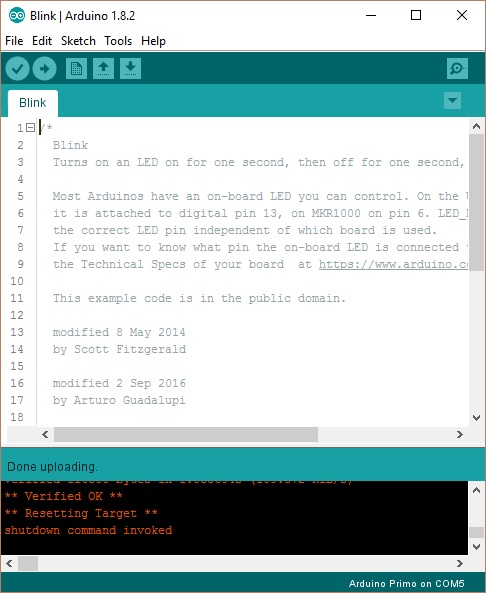 Blink | Arduino 1.8.2
File Edit Sketch Tools Help
Blink
1 /*
2 Blink
3 Turns on an LED on for one second, then off for one second,
4
5 Most Arduinos have an on-board LED you can control. On the
6 it is attached to digital pin 13, on MKR1000 on pin 6.
7 the correct LED pin independent of which board is used.
8 If you want to know what pin the on-board LED is connected
9 the Technical Specs of your board at https://www.arduino.c
10
11 This example code is in the public domain.
12
13 modified 8 May 2014
14 by Scott Fitzgerald
15
16 modified 2 Sep 2016
17 by Arturo Guadalupi
18
Done uploading.
** Verified OK **
** Resetting Target **
shutdown command invoked
Arduino Primo on COM5